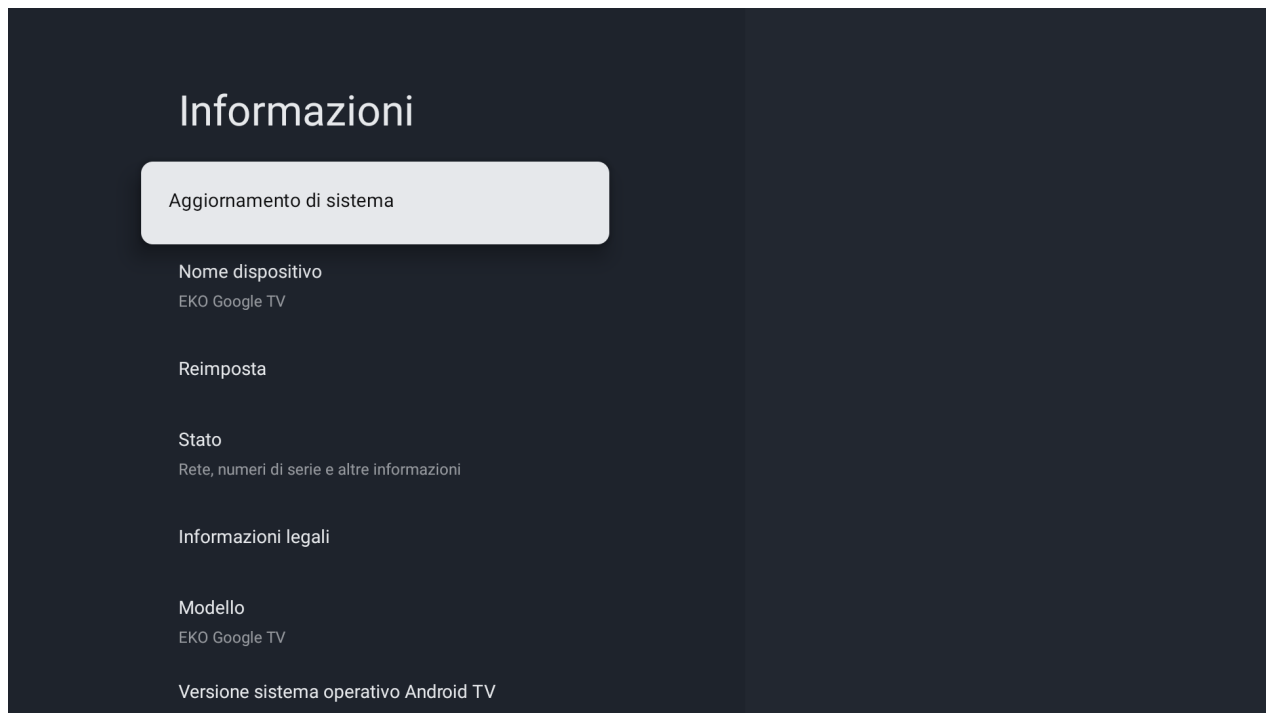 Informazioni
Aggiornamento di sistema
Nome dispositivo
EKO Google TV
Reimposta
Stato
Rete, numeri di serie e altre informazioni
Informazioni legali
Modello
EKO Google TV
Versione sistema operativo Android TV